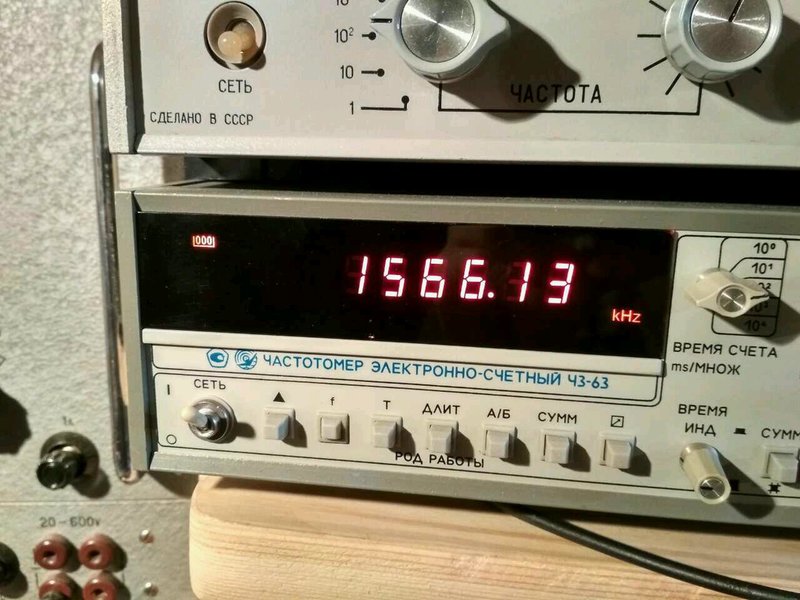 10²
10
1
СЕТЬ
СДЕЛАНО В СССР
ЧАСТОТА
1566.13
kHz
ЧАСТОТОМЕР ЭЛЕКТРОННО-СЧЕТНЫЙ Ч3-63
I
O
СЕТЬ
▲
f
T
ДЛИТ
А/Б
СУММ
РОД РАБОТЫ
10⁰
10¹
10⁴
ВРЕМЯ СЧЕТА
ms/МНОЖ
ВРЕМЯ
ИНД
СУММ
1к
20-600v